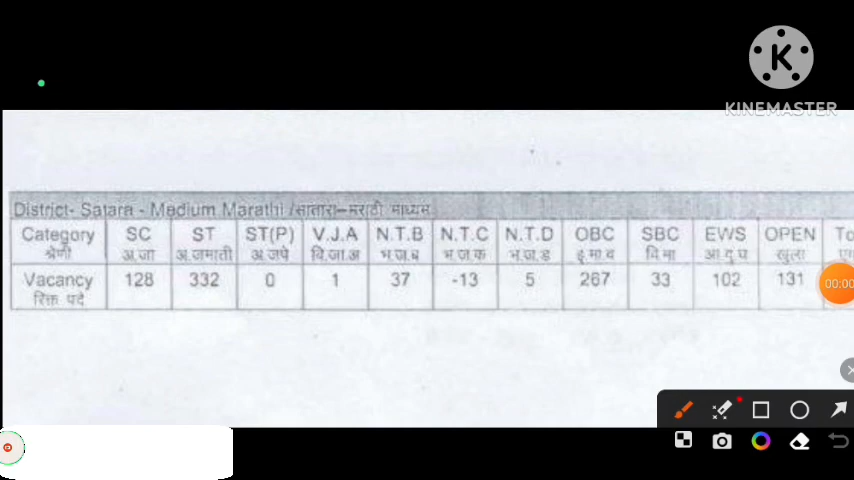 KINEMASTER
District- Satara - Medium Marathi /सातारा–मराठी माध्यम
Category SC ST ST(P) V.J.A N.T.B N.T.C N.T.D OBC SBC EWS OPEN To
श्रेणी अ.जा अ.जमाती अ.जपे वि.जा.अ भ.ज.ब भ.ज.क भ.ज.ड इ.मा.व वि.मा आ.दु.घ खुला
Vacancy 128 332 0 1 37 -13 5 267 33 102 131
रिक्त पदे
00:00